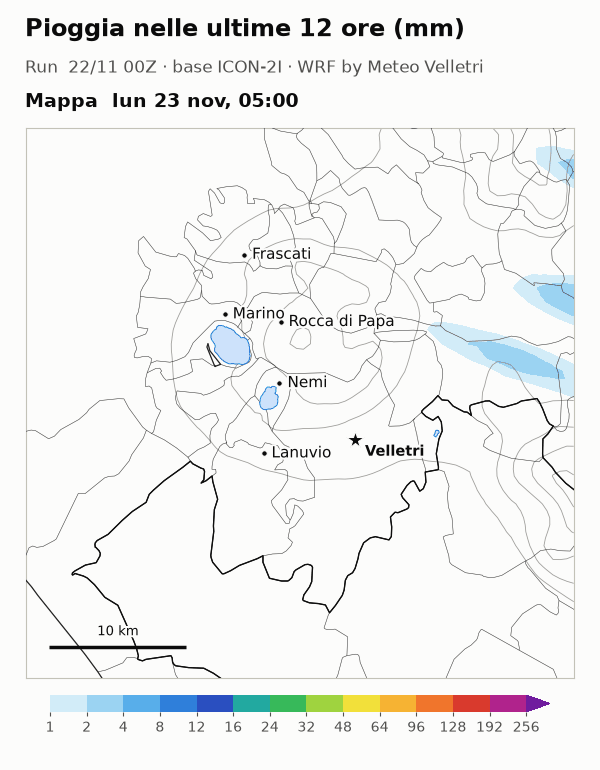 Pioggia nelle ultime 12 ore (mm)
Run  22/11 00Z · base ICON-2I · WRF by Meteo Velletri
Mappa  lun 23 nov, 05:00
Frascati
Marino
Rocca di Papa
Nemi
Velletri
Lanuvio
10 km
1 2 4 8 12 16 24 32 48 64 96 128 192 256